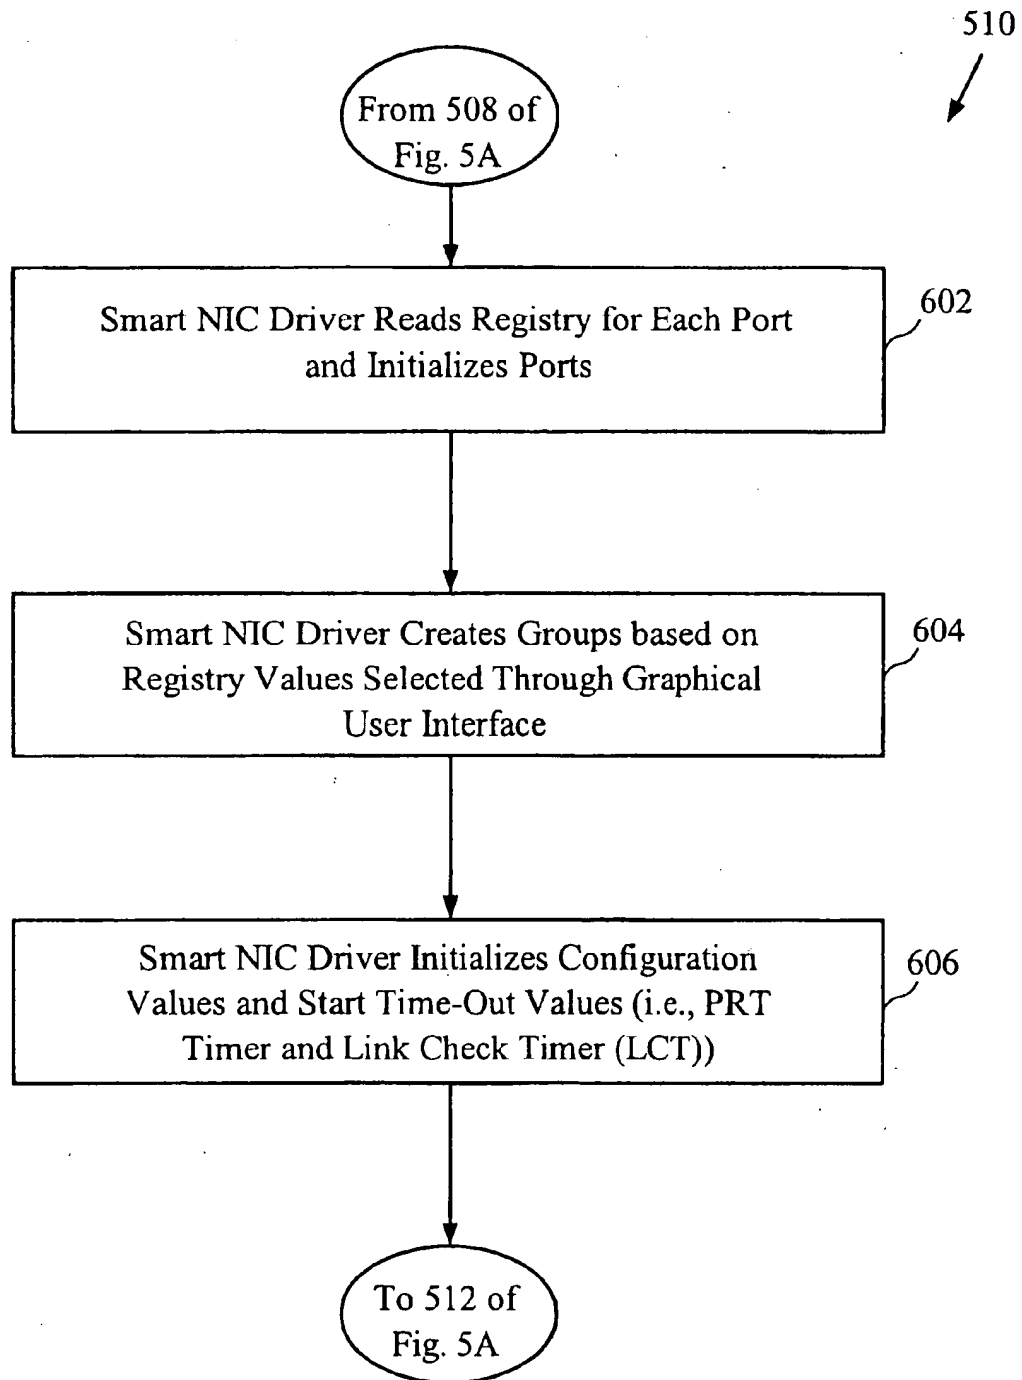 510
From 508 of
Fig. 5A
Smart NIC Driver Reads Registry for Each Port
and Initializes Ports
602
Smart NIC Driver Creates Groups based on
Registry Values Selected Through Graphical
User Interface
604
Smart NIC Driver Initializes Configuration
Values and Start Time-Out Values (i.e., PRT
Timer and Link Check Timer (LCT))
606
To 512 of
Fig. 5A